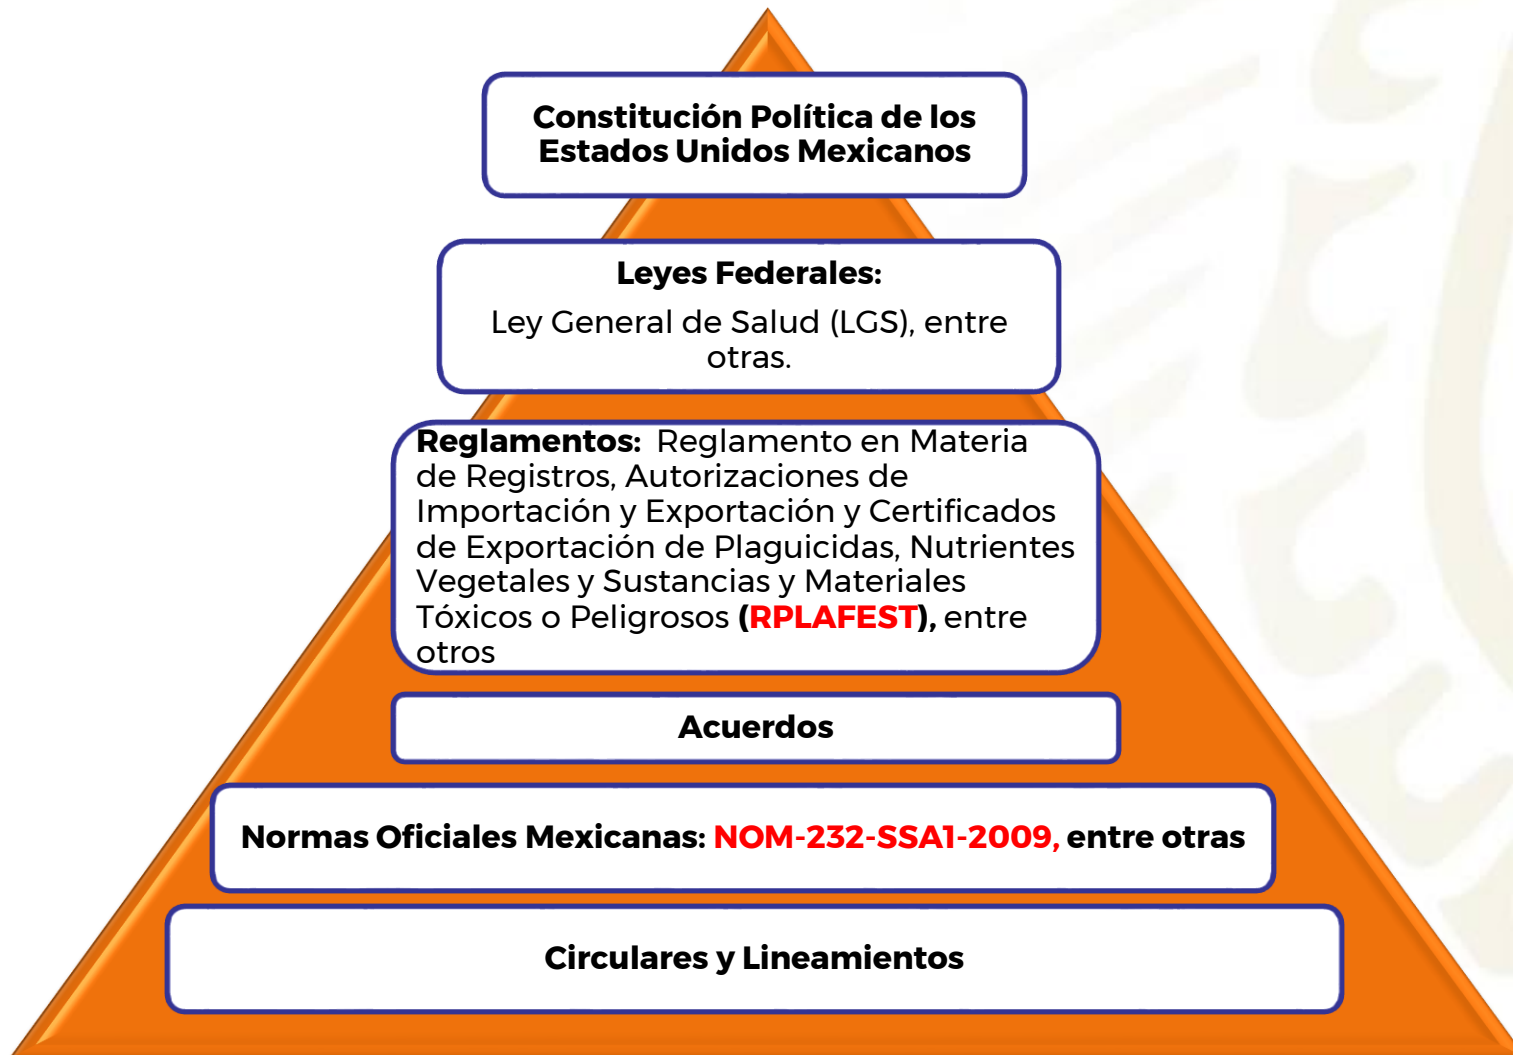 Constitución Política de los
Estados Unidos Mexicanos
Leyes Federales:
Ley General de Salud (LGS), entre
otras.
Reglamentos: Reglamento en Materia
de Registros, Autorizaciones de
Importación y Exportación y Certificados
de Exportación de Plaguicidas, Nutrientes
Vegetales y Sustancias y Materiales
Tóxicos o Peligrosos (RPLAFEST), entre
otros
Acuerdos
Normas Oficiales Mexicanas: NOM-232-SSA1-2009, entre otras
Circulares y Lineamientos